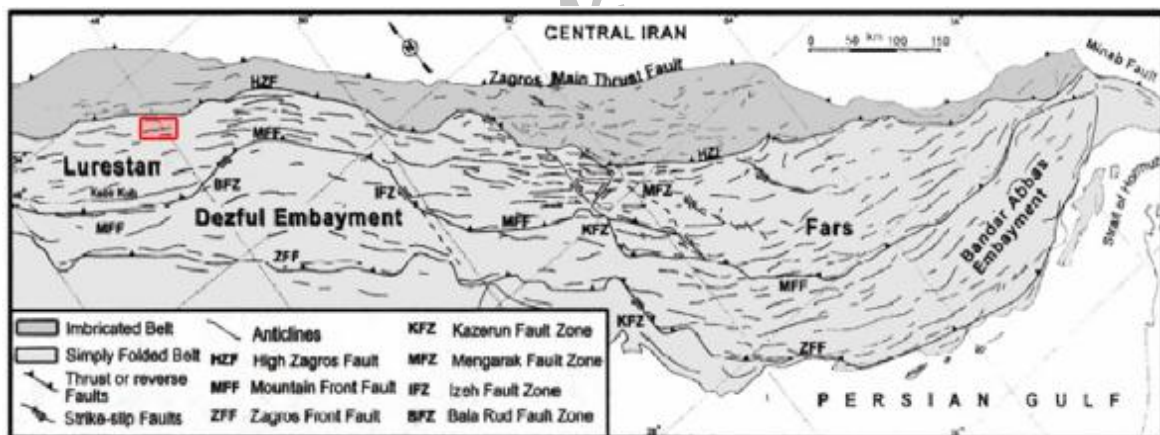 CENTRAL IRAN
km
0 50 100 150
Minab Fault
Zagros Main Thrust Fault
HZF
MFF
HZF
Lurestan
BFZ
IFZ
MFZ
MFF
Dezful Embayment
MFF
KFZ
Fars
Bandar Abbas
Embayment
Strait of Hormuz
ZFF
MFF
KFZ
ZFF
PERSIAN GULF
Imbricated Belt
Simply Folded Belt
Thrust or reverse
Faults
Strike-slip Faults
Anticlines
HZF High Zagros Fault
MFF Mountain Front Fault
ZFF Zagros Front Fault
KFZ Kazerun Fault Zone
MFZ Mengarak Fault Zone
IFZ Izeh Fault Zone
BFZ Bala Rud Fault Zone